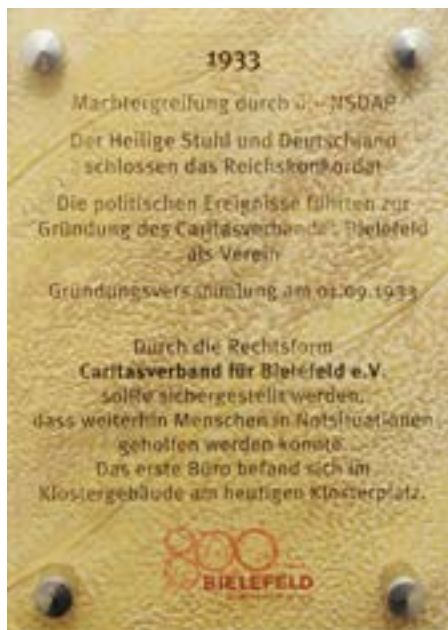 1933
Machtergreifung durch die NSDAP
Der Heilige Stuhl und Deutschland
schlossen das Reichskonkordat
Die politischen Ereignisse führten zur
Gründung des Caritasverbandes Bielefeld
als Verein
Gründungsversammlung am 01.09.1933
Durch die Rechtsform
Caritasverband für Bielefeld e.V.
sollte sichergestellt werden,
dass weiterhin Menschen in Notsituationen
geholfen werden konnte.
Das erste Büro befand sich im
Klostergebäude am heutigen Klosterplatz.
800
BIELEFELD